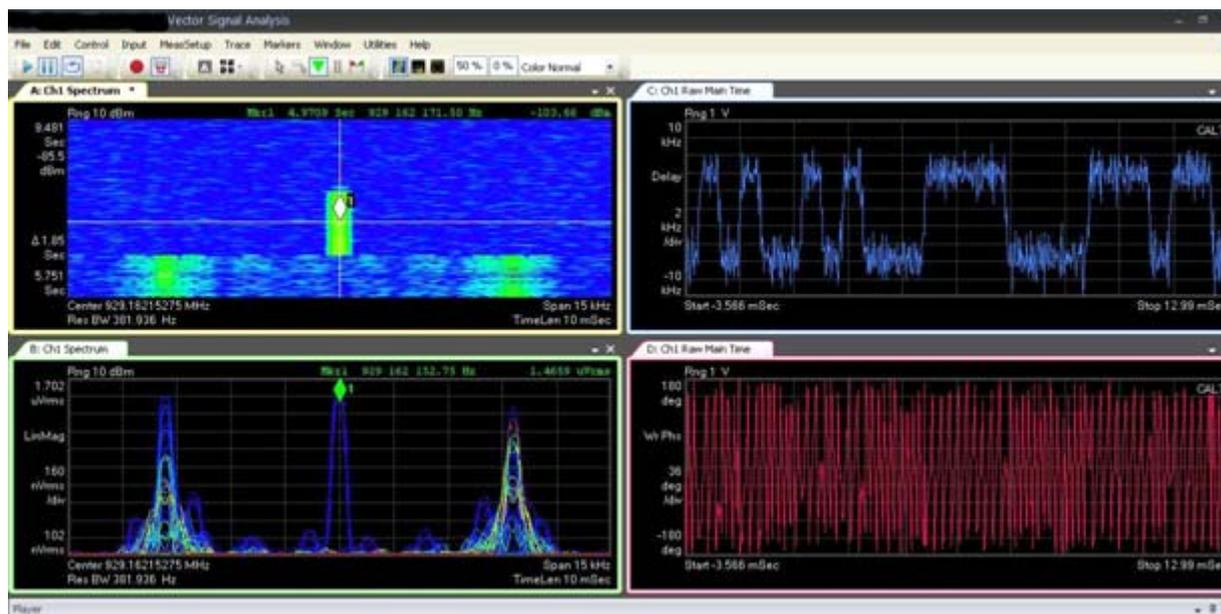 Vector Signal Analysis
File Edit Control Input MeasSetup Trace Markers Window Utilities Help
50 % 0 % Color Normal
A: Ch1 Spectrum *
Rng 10 dBm Mkr1 4.9709 Sec 929 162 171.50 Hz -103.66 dBm
9.481
Sec
-85.5
dBm
Δ 1.85
Sec
5.751
Sec
1
Center 929.16215275 MHz Span 15 kHz
Res BW 381.936 Hz TimeLen 10 mSec
C: Ch1 Raw Main Time
Rng 1 V
10
kHz
CAL
Delay
2
kHz
/div
-10
kHz
Start -3.566 mSec Stop 12.99 mSec
B: Ch1 Spectrum
Rng 10 dBm Mkr1 929 162 152.75 Hz 1.4659 uVrms
1.702
uVrms
1
LinMag
160
nVrms
/div
102
nVrms
Center 929.16215275 MHz Span 15 kHz
Res BW 381.936 Hz TimeLen 10 mSec
D: Ch1 Raw Main Time
Rng 1 V
180
deg
CAL
Wr Phs
36
deg
/div
-180
deg
Start -3.566 mSec Stop 12.99 mSec
Player